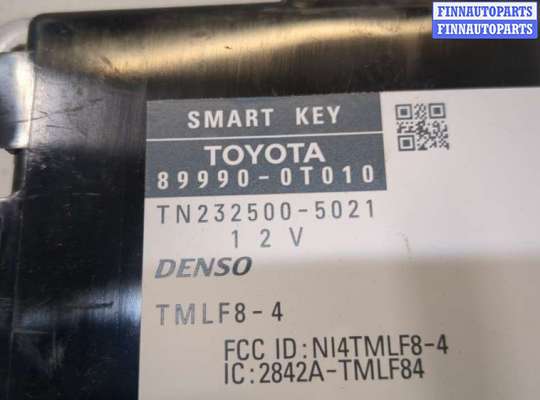 FINNAUTOPARTS
FINNAUTOPARTS
SMART KEY
TOYOTA
89990-0T010
TN232500-5021
12V
DENSO
TMLF8-4
FCC ID:NI4TMLF8-4
IC:2842A-TMLF84